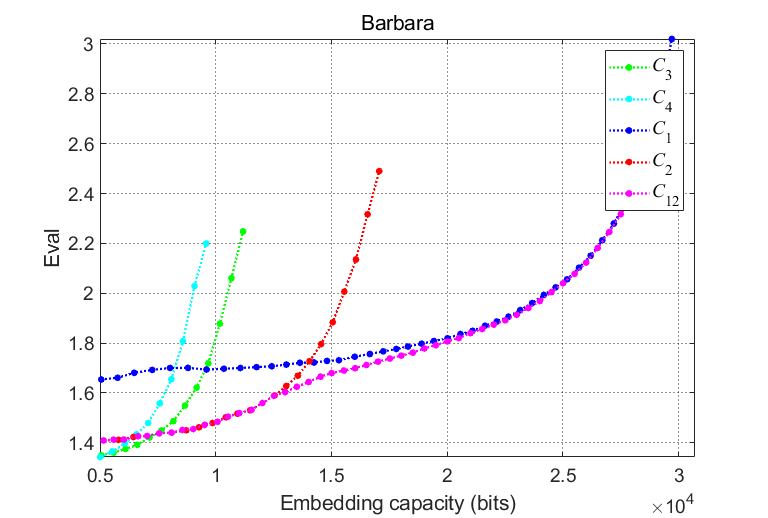 Barbara
3
2.8
2.6
2.4
2.2
2
1.8
1.6
1.4
Eval
C3
C4
C1
C2
C12
0.5 1 1.5 2 2.5 3
Embedding capacity (bits)
×10^4